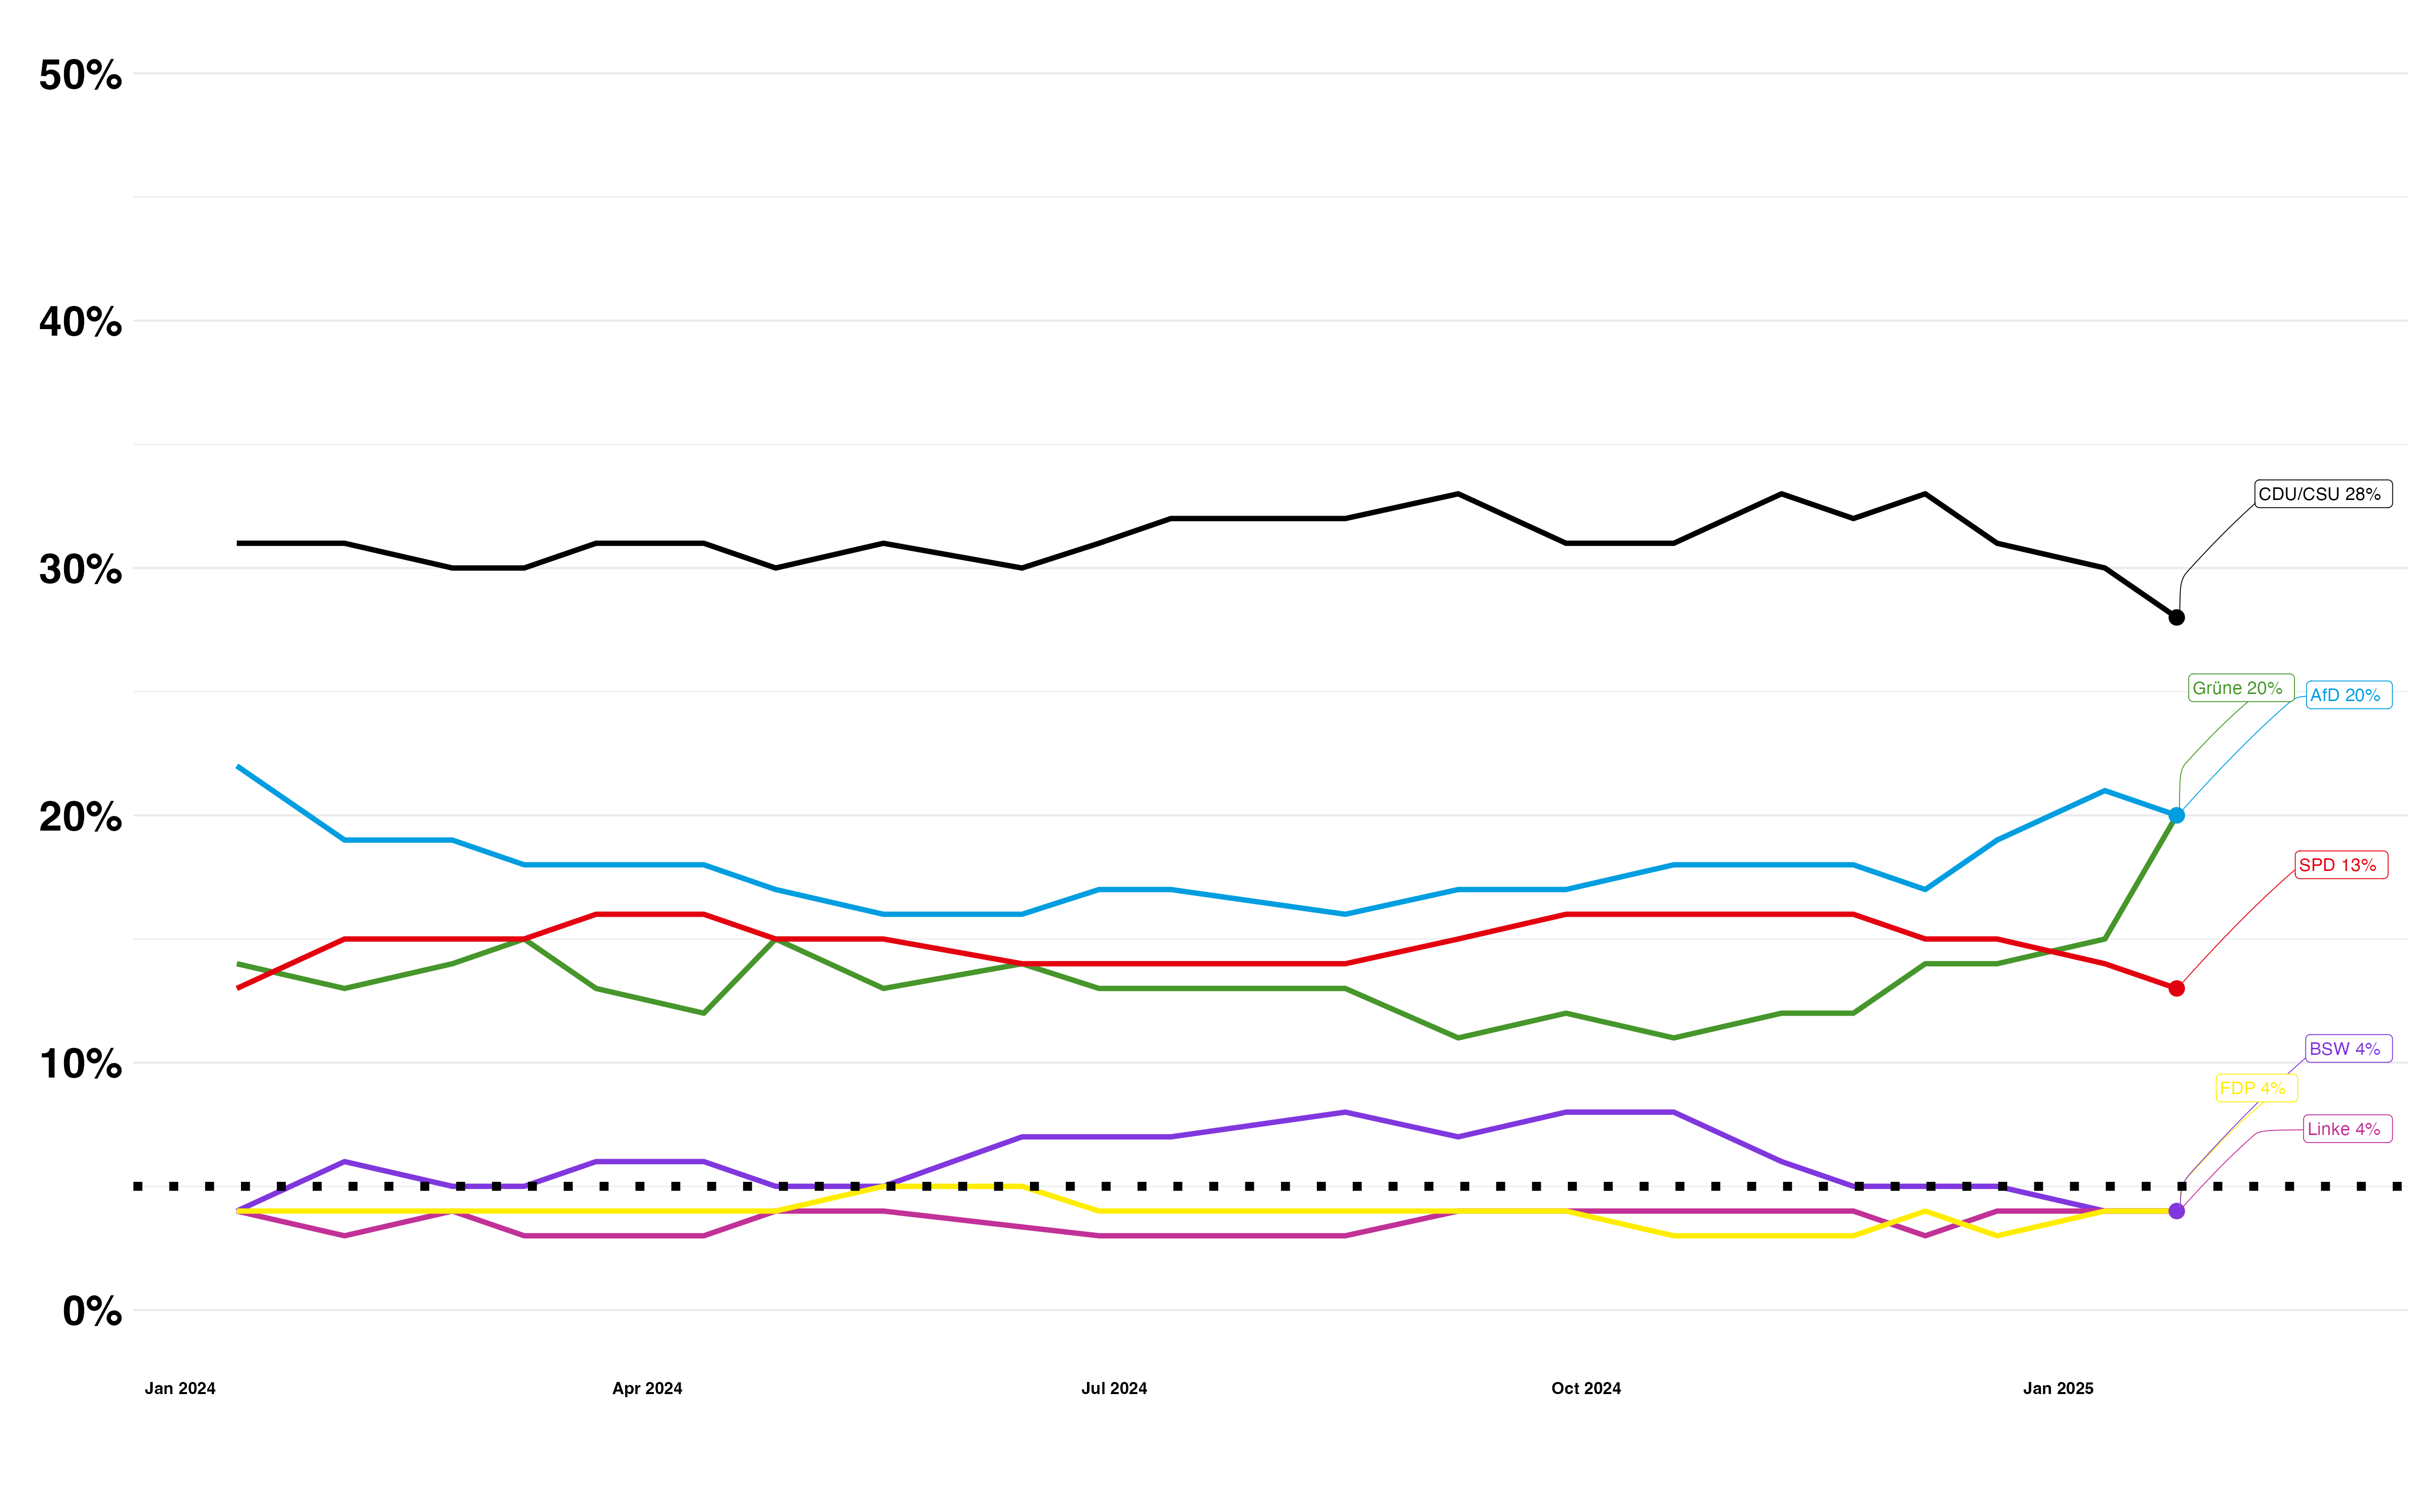 50%
40%
30%
20%
10%
0%
CDU/CSU 28%
Grüne 20%
AfD 20%
SPD 13%
BSW 4%
FDP 4%
Linke 4%
Jan 2024
Apr 2024
Jul 2024
Oct 2024
Jan 2025